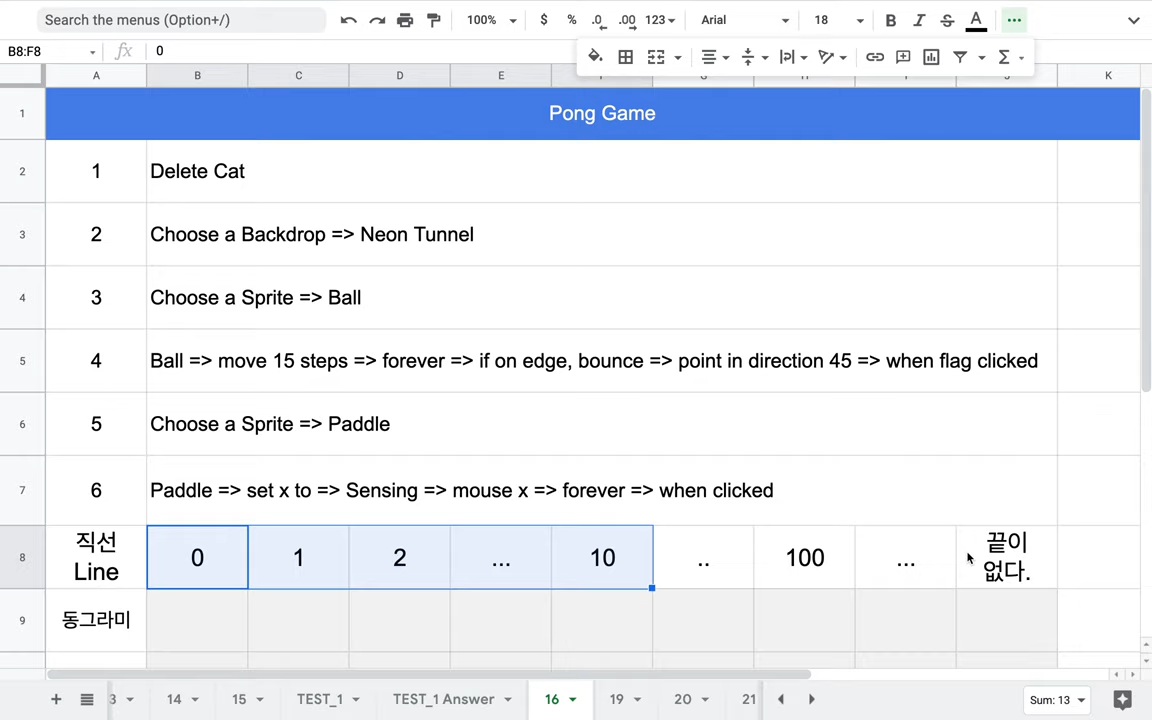 Search the menus (Option+/)
100% $ % .0 .00 123 Arial 18 B I S A
B8:F8 fx 0
A B C D E F G H I J K
1 Pong Game
2 1 Delete Cat
3 2 Choose a Backdrop => Neon Tunnel
4 3 Choose a Sprite => Ball
5 4 Ball => move 15 steps => forever => if on edge, bounce => point in direction 45 => when flag clicked
6 5 Choose a Sprite => Paddle
7 6 Paddle => set x to => Sensing => mouse x => forever => when clicked
8 직선 Line 0 1 2 ... 10 .. 100 ... 끝이 없다.
9 동그라미
3 14 15 TEST_1 TEST_1 Answer 16 19 20 21 Sum: 13